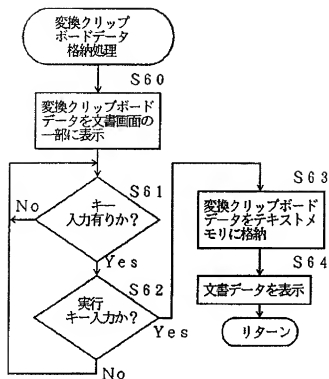 変換クリップ
ボードデータ
格納処理
S60
変換クリップボード
データを文書画面の
一部に表示
S61
キー
入力有りか?
No
Yes
S62
実行
キー入力か?
Yes
No
S63
変換クリップボード
データをテキストメ
モリに格納
S64
文書データを表示
リターン